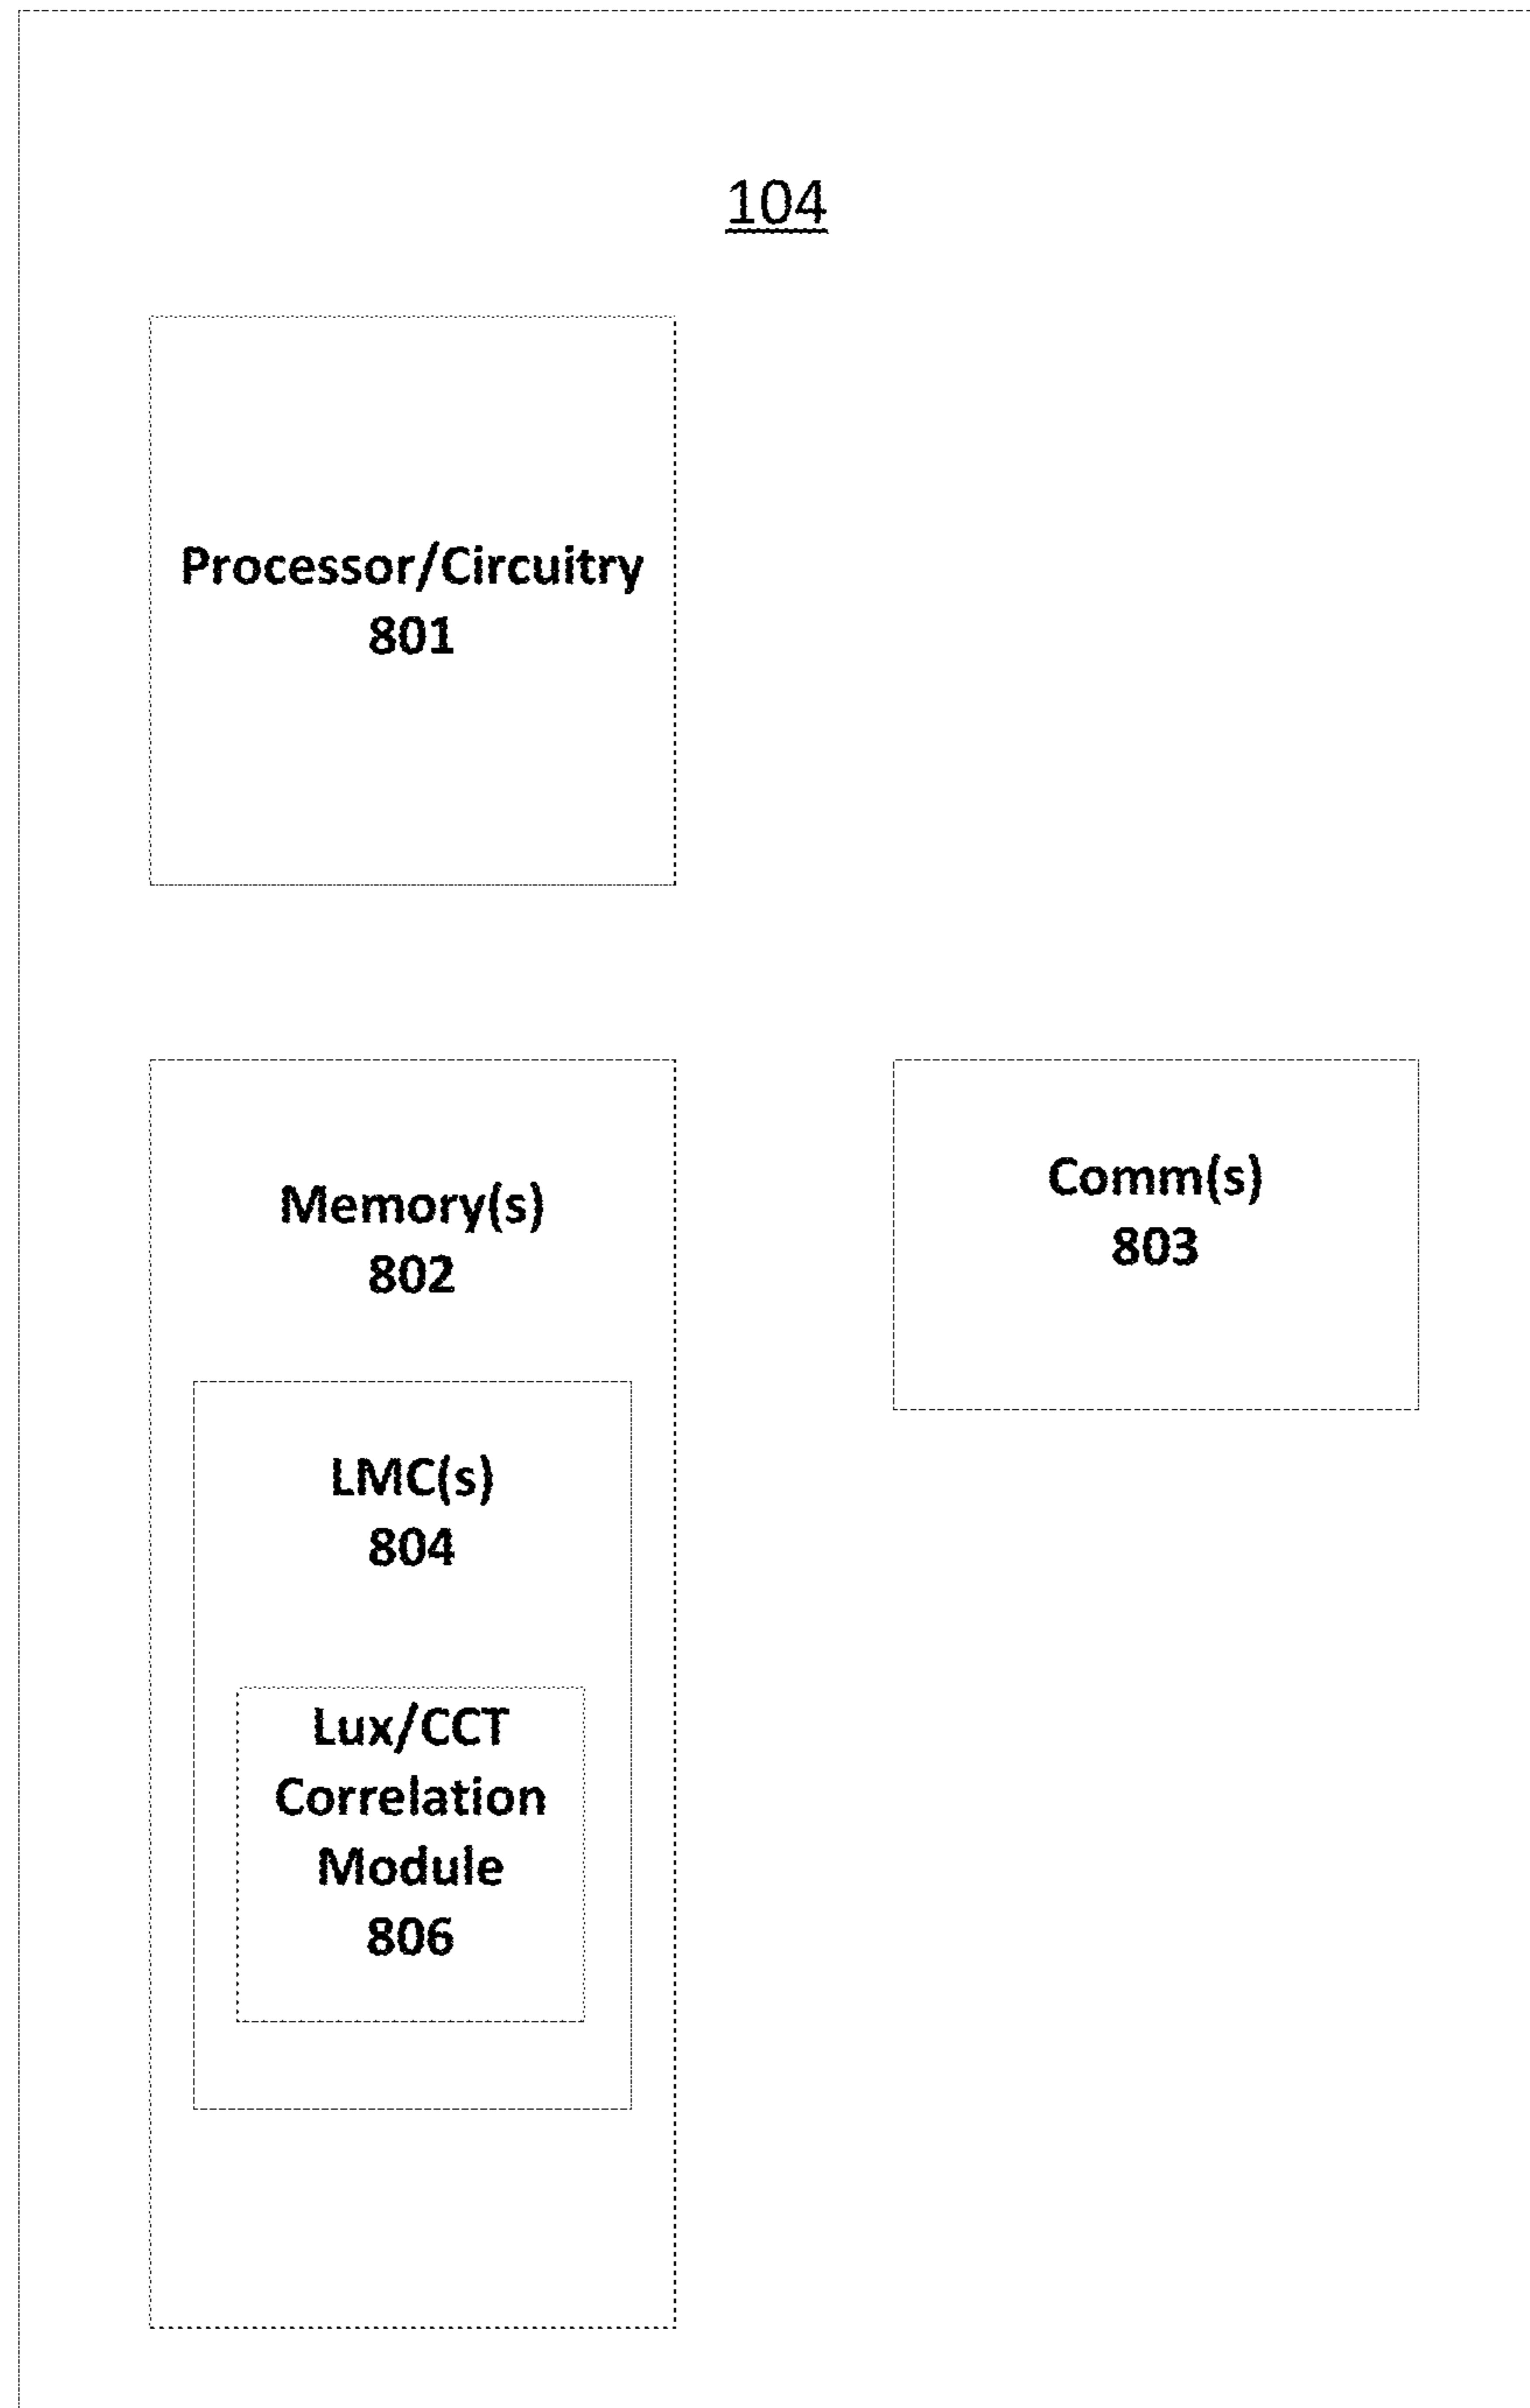 104
Processor/Circuitry
801
Memory(s)
802
Comm(s)
803
LMC(s)
804
Lux/CCT
Correlation
Module
806